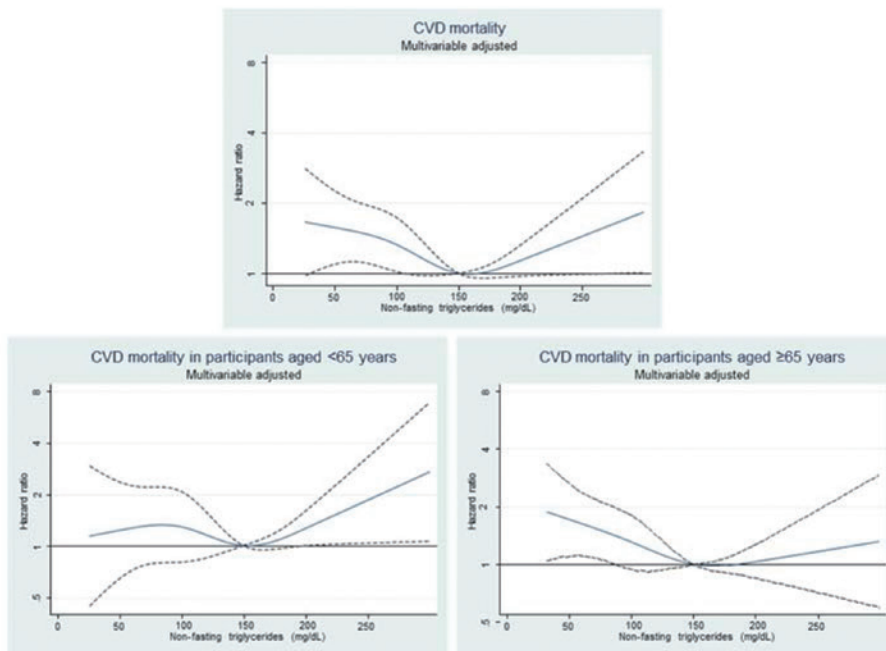 CVD mortality
Multivariable adjusted
8
4
2
1
Hazard ratio
0 50 100 150 200 250
Non-fasting triglycerides (mg/dL)
CVD mortality in participants aged <65 years
Multivariable adjusted
8
4
2
1
.5
Hazard ratio
0 50 100 150 200 250
Non-fasting triglycerides (mg/dL)
CVD mortality in participants aged ≥65 years
Multivariable adjusted
8
4
2
1
.5
Hazard ratio
0 50 100 150 200 250
Non-fasting triglycerides (mg/dL)